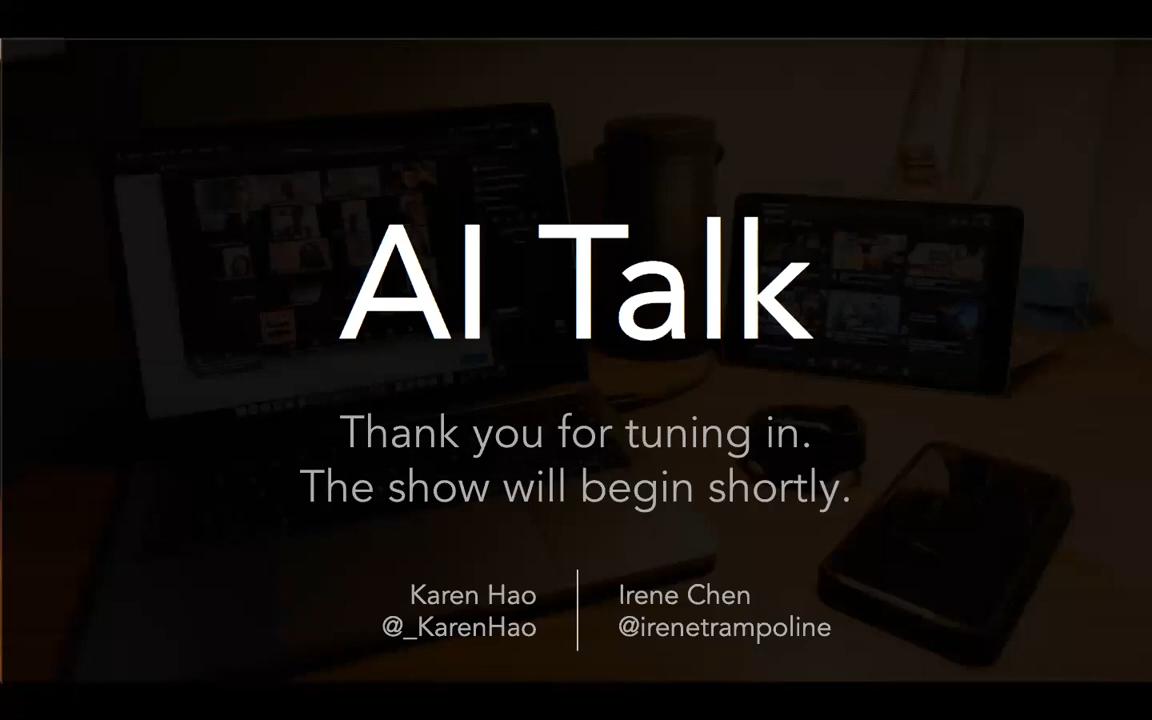 AI Talk
Thank you for tuning in.
The show will begin shortly.
Karen Hao
@_KarenHao
Irene Chen
@irenetrampoline